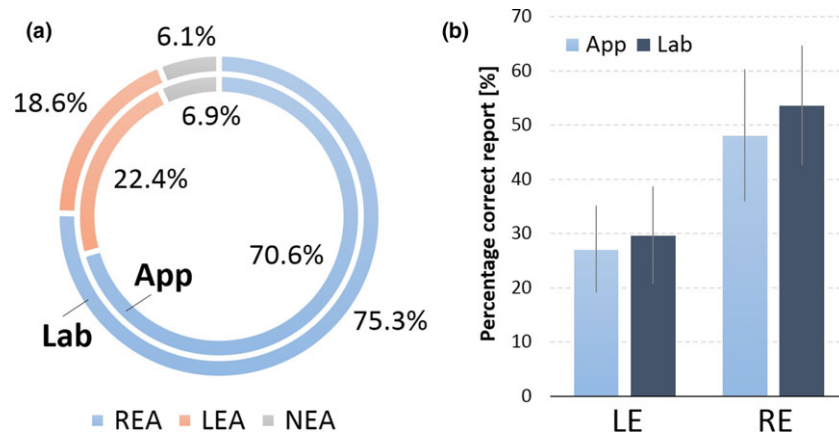 (a)
6.1%
18.6%
6.9%
22.4%
70.6%
App
Lab
75.3%
REA LEA NEA
(b)
Percentage correct report [%]
App Lab
70
60
50
40
30
20
10
0
LE RE